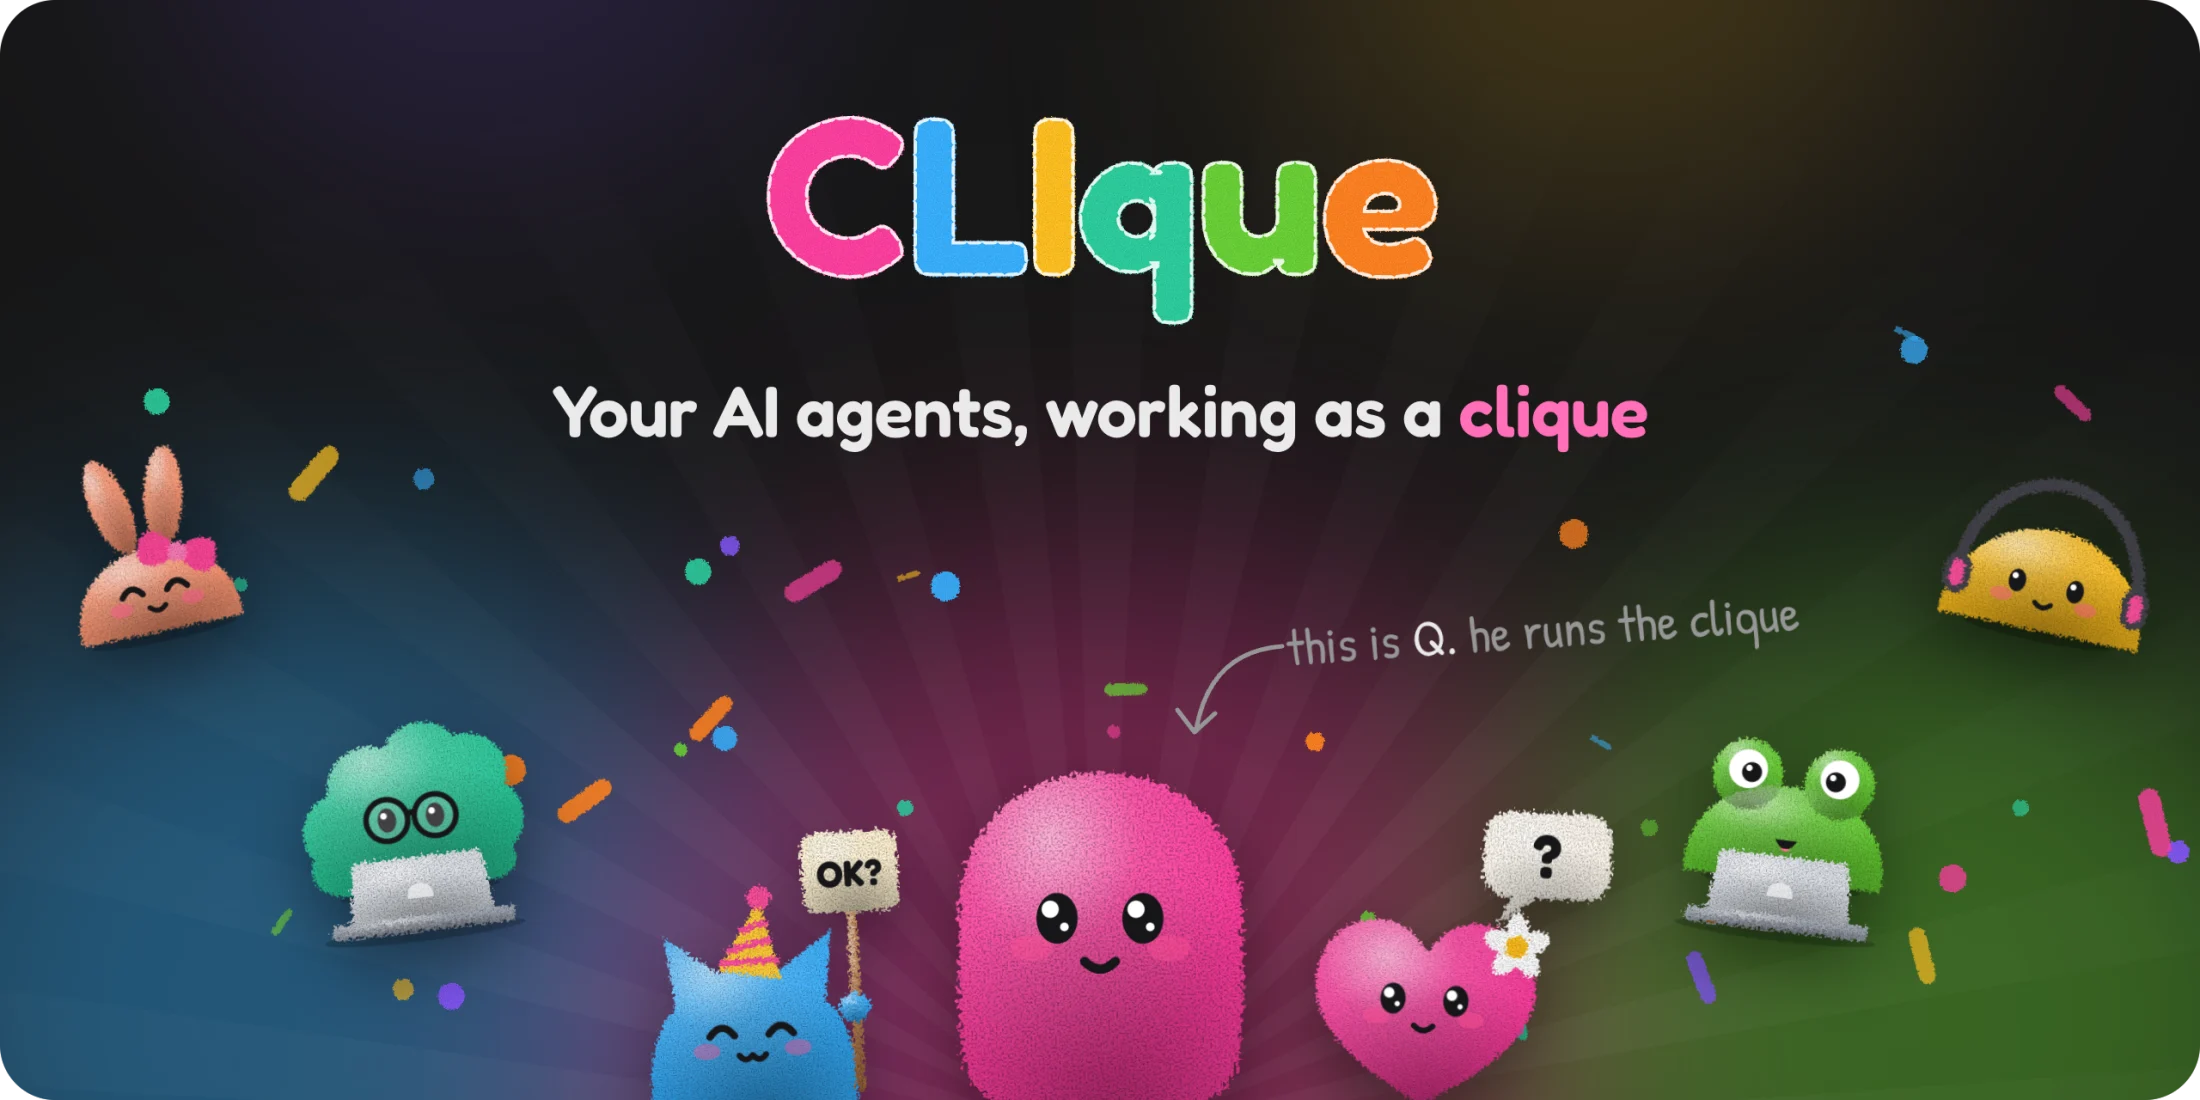 CLIque
Your AI agents, working as a clique
this is Q. he runs the clique
OK?
?